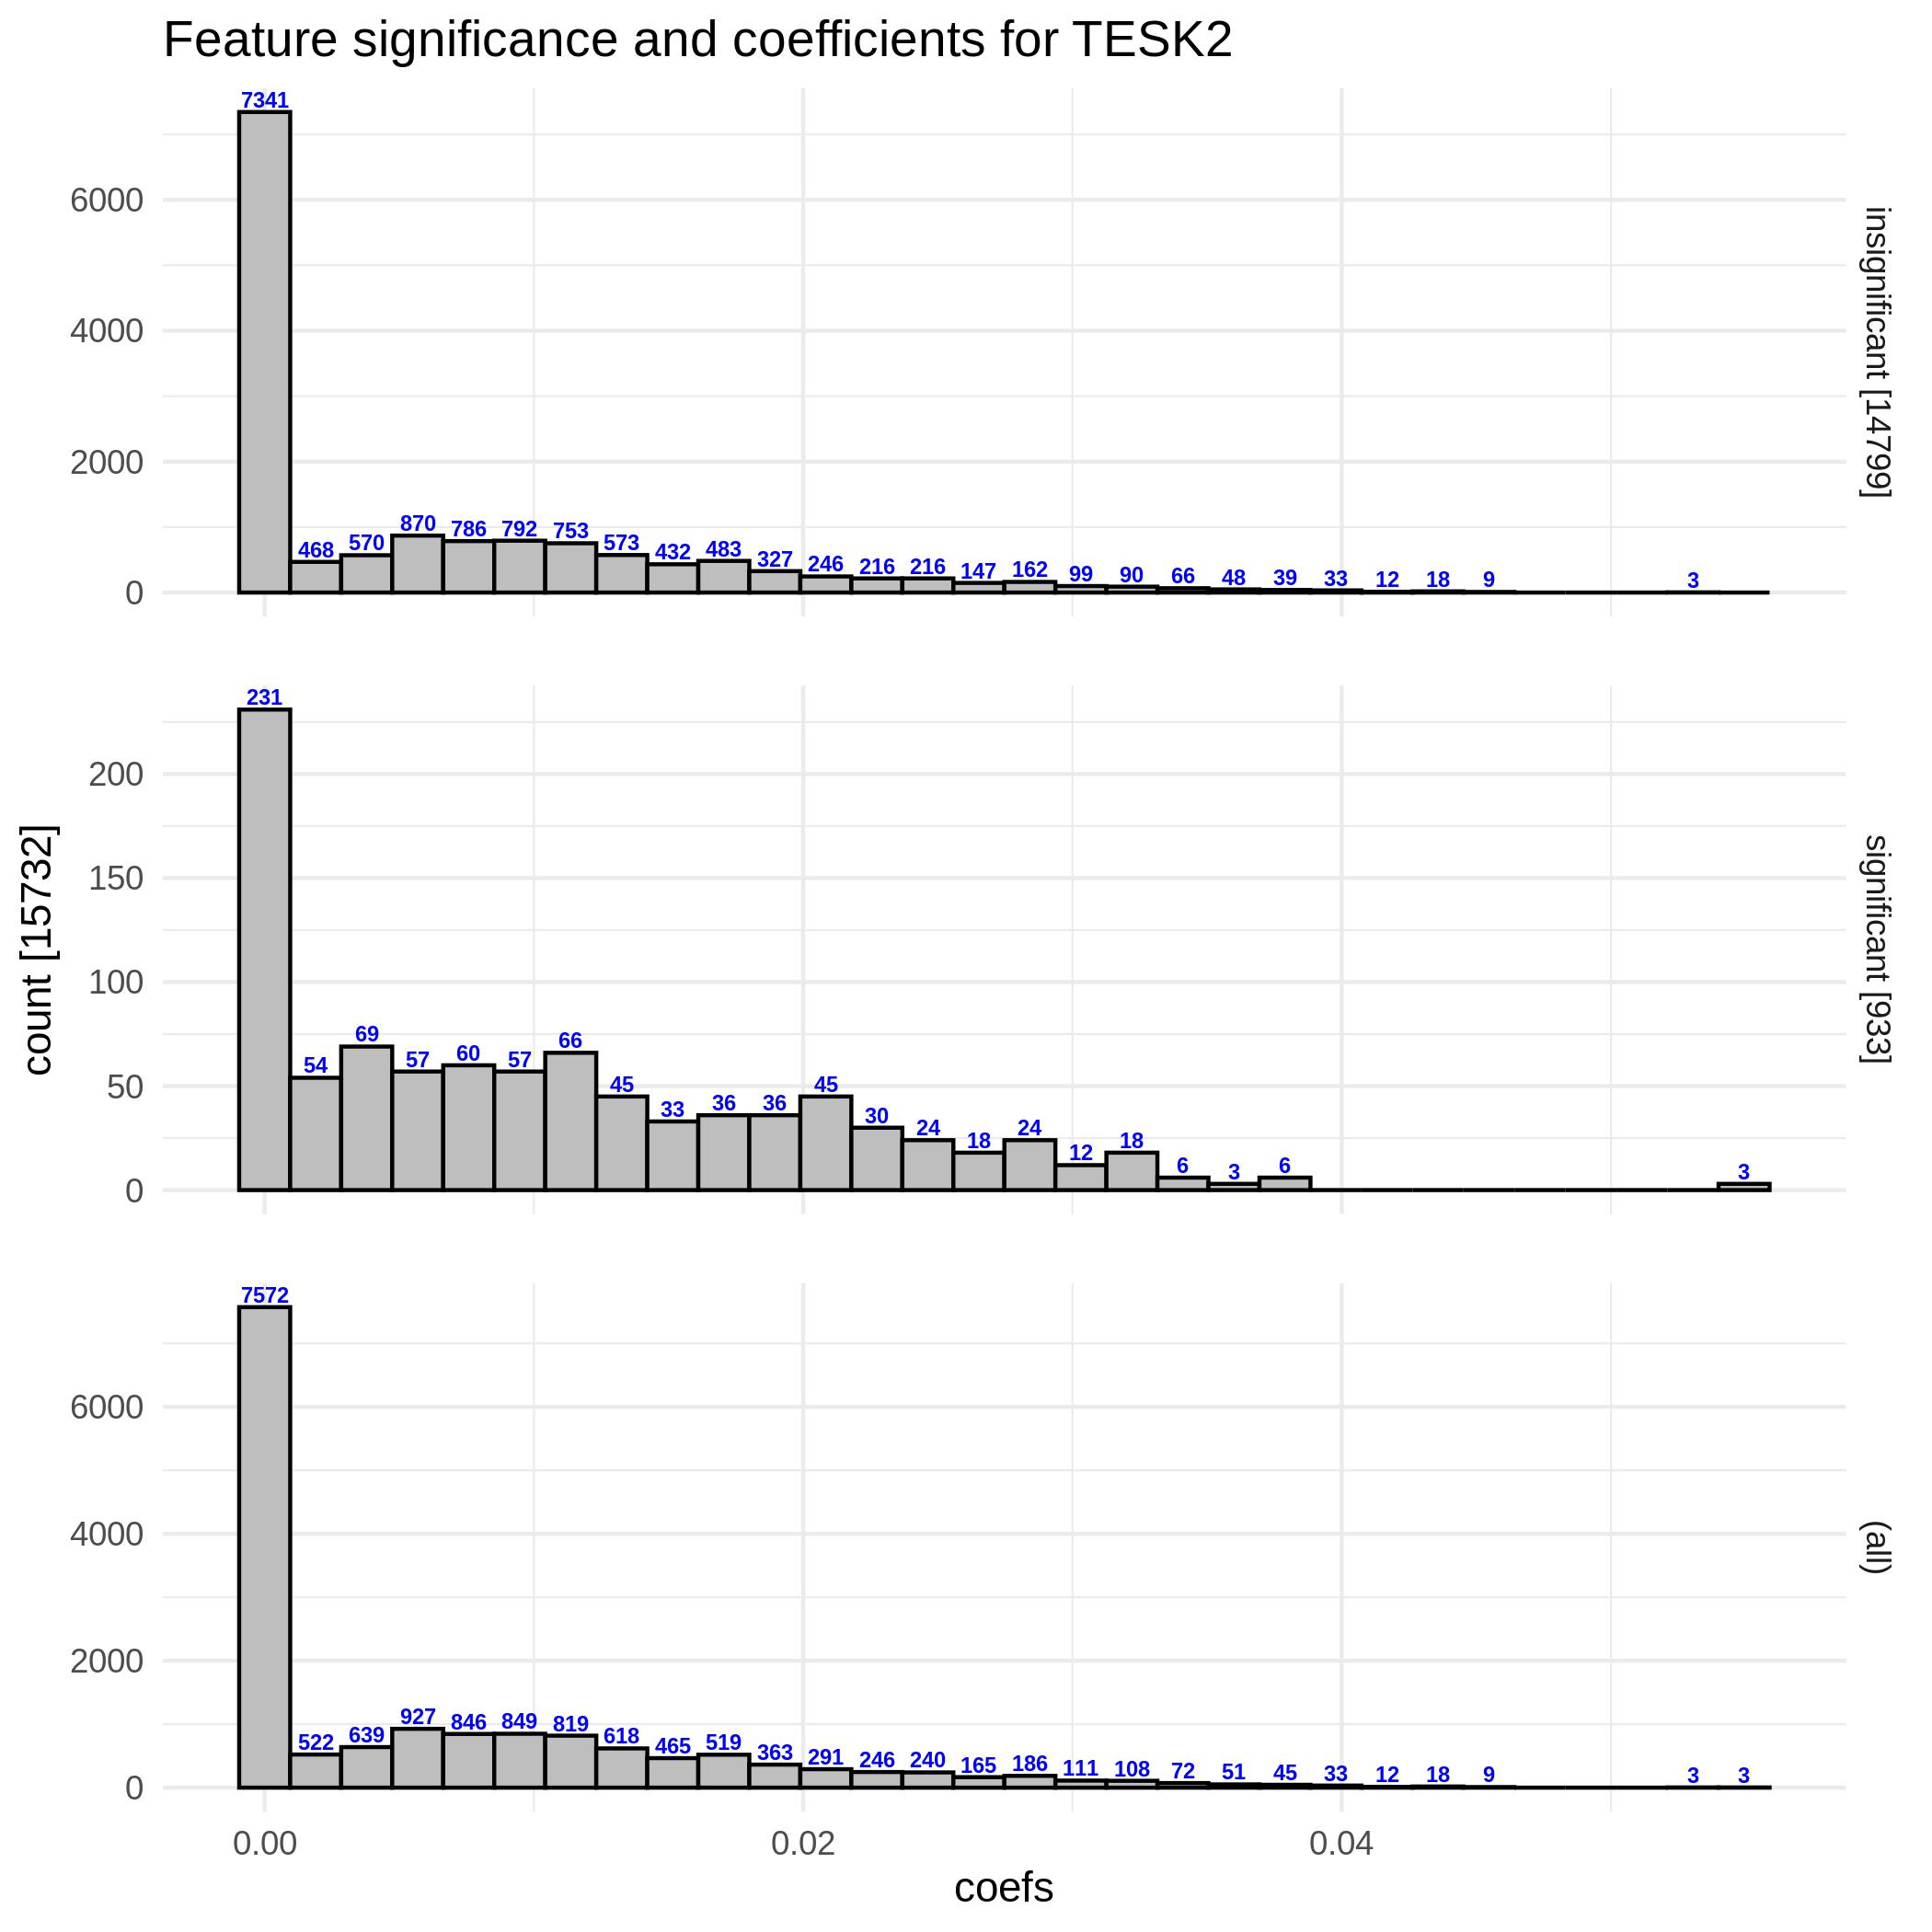 Feature significance and coefficients for TESK2
7341
6000
4000
2000
0
468 570 870 786 792 753 573 432 483 327 246 216 216 147 162 99 90 66 48 39 33 12 18 9 3
insignificant [14799]
count [15732]
231
200
150
100
50
0
54 69 57 60 57 66 45 33 36 36 45 30 24 18 24 12 18 6 3 6 3
significant [933]
7572
6000
4000
2000
0
522 639 927 846 849 819 618 465 519 363 291 246 240 165 186 111 108 72 51 45 33 12 18 9 3 3
(all)
0.00 0.02 0.04
coefs